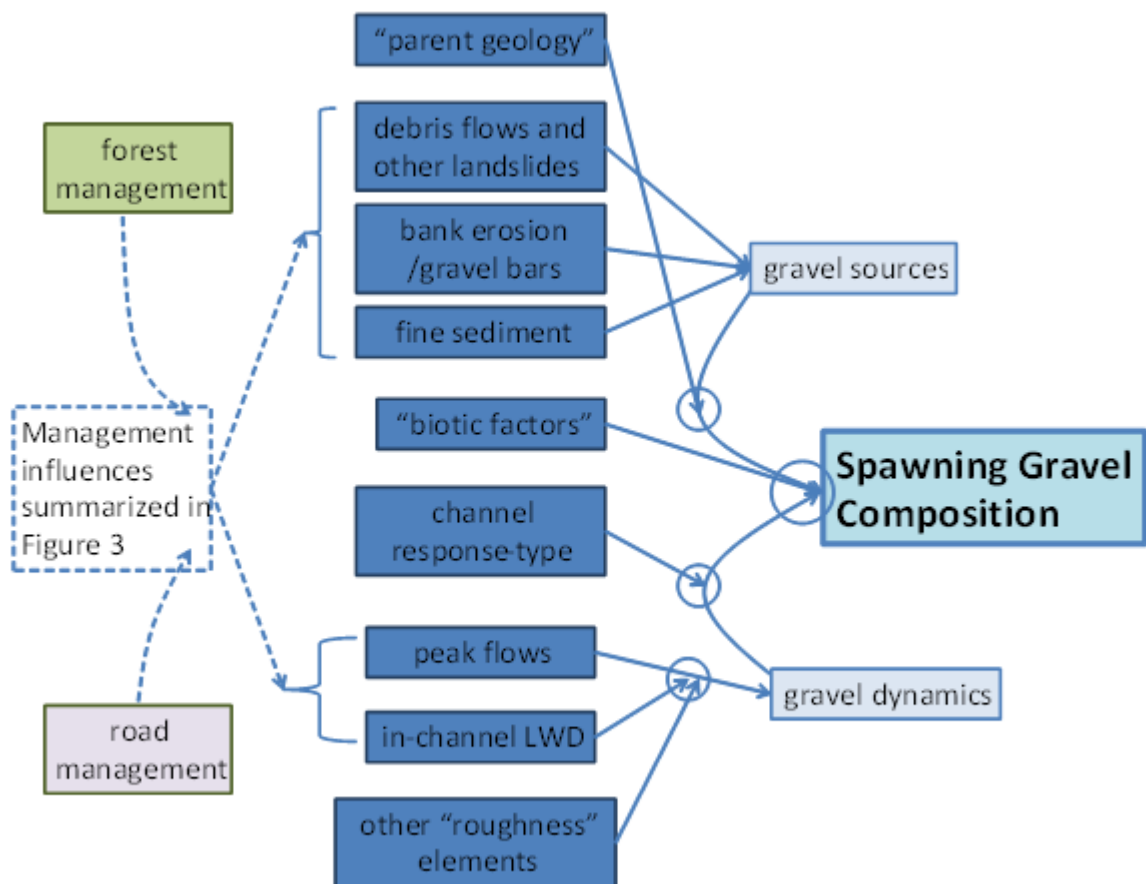 “parent geology”
forest
management
debris flows and
other landslides
bank erosion
/gravel bars
gravel sources
fine sediment
Management
influences
summarized in
Figure 3
“biotic factors”
Spawning Gravel
Composition
channel
response-type
peak flows
gravel dynamics
road
management
in-channel LWD
other “roughness”
elements